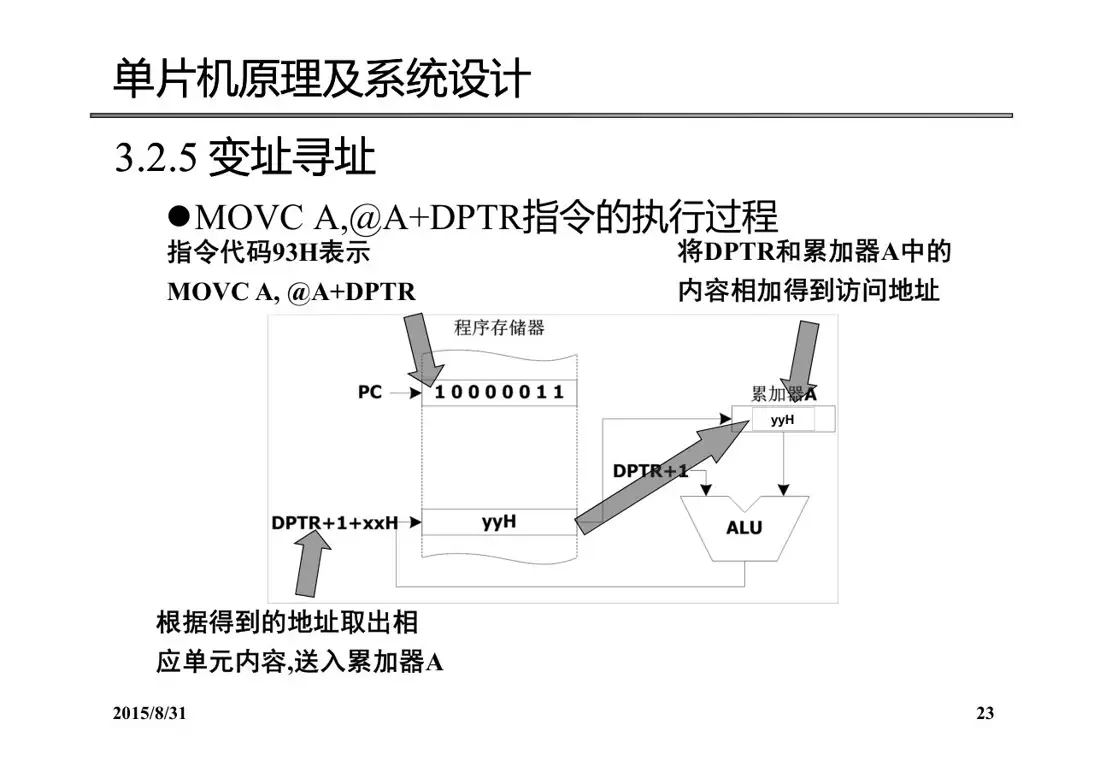 单片机原理及系统设计
3.2.5 变址寻址
●MOVC A,@A+DPTR指令的执行过程
指令代码93H表示
MOVC A, @A+DPTR
将DPTR和累加器A中的
内容相加得到访问地址
程序存储器
PC
1 0 0 0 0 0 1 1
累加器A
yyH
DPTR+1
DPTR+1+xxH
yyH
ALU
根据得到的地址取出相
应单元内容,送入累加器A
2015/8/31
23